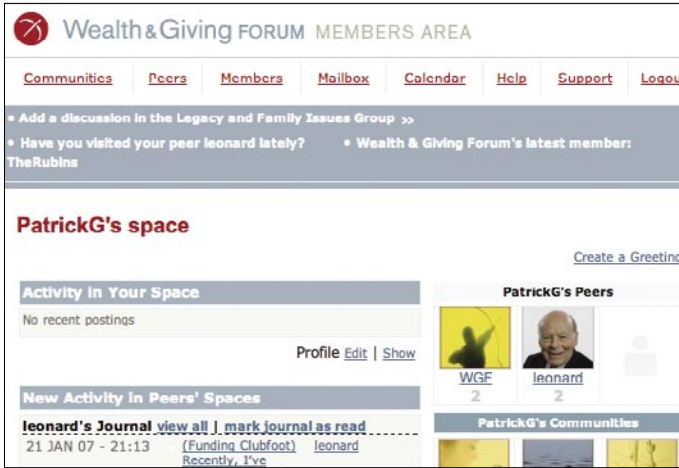 Wealth & Giving FORUM MEMBERS AREA
Communities Peers Members Mailbox Calendar Help Support Logou
• Add a discussion in the Legacy and Family Issues Group >>
• Have you visited your peer leonard lately? • Wealth & Giving Forum's latest member:
TheRubins
PatrickG's space
Create a Greeting
Activity in Your Space
No recent postings
Profile Edit | Show
New Activity in Peers' Spaces
leonard's Journal view all | mark journal as read
21 JAN 07 - 21:13 (Funding Clubfoot) leonard
Recently, I've
PatrickG's Peers
WGF leonard
2 2
PatrickG's Communities